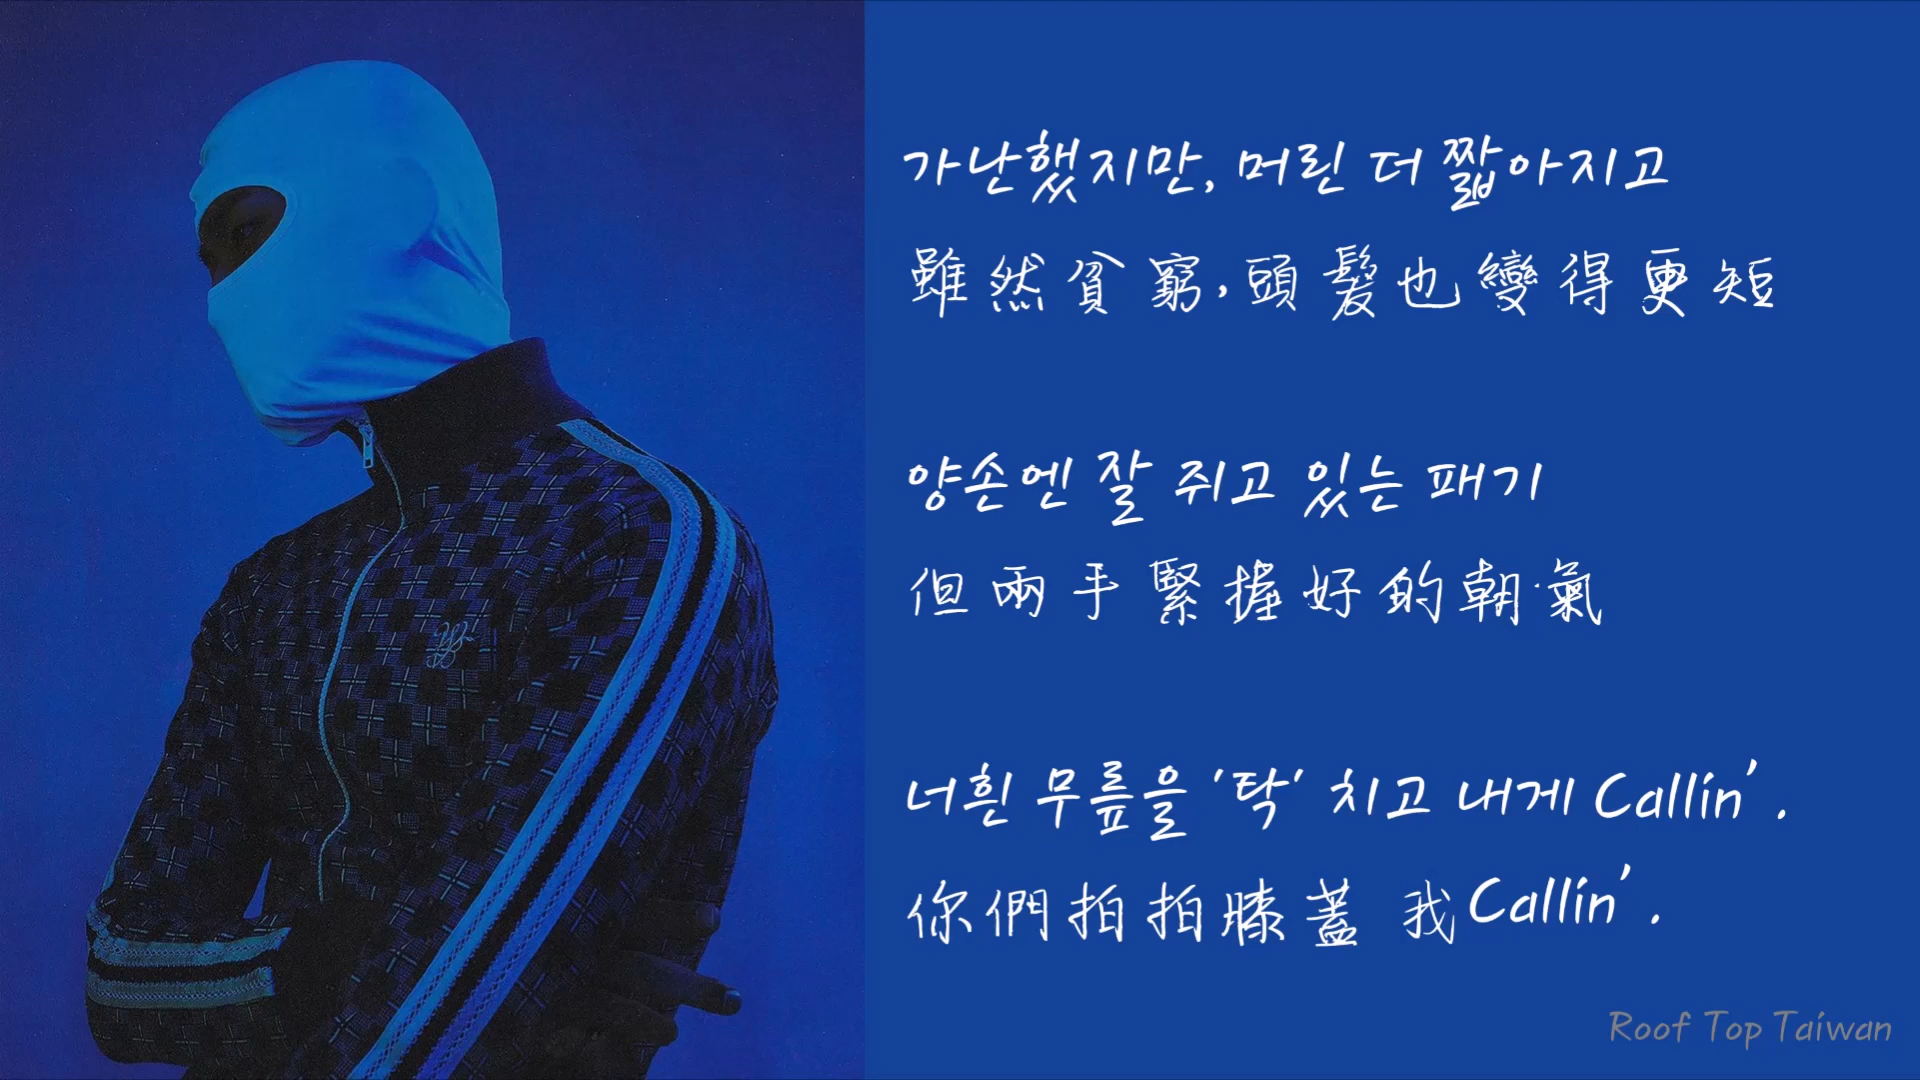 가난했지만, 머린 더 짧아지고
雖然貧窮,頭髮也變得更短
양손엔 잘 쥐고 있는 패기
但兩手緊握好的朝氣
너흰 무릎을 '탁' 치고 내게 Callin'.
你們拍拍膝蓋 我Callin'.
Roof Top Taiwan